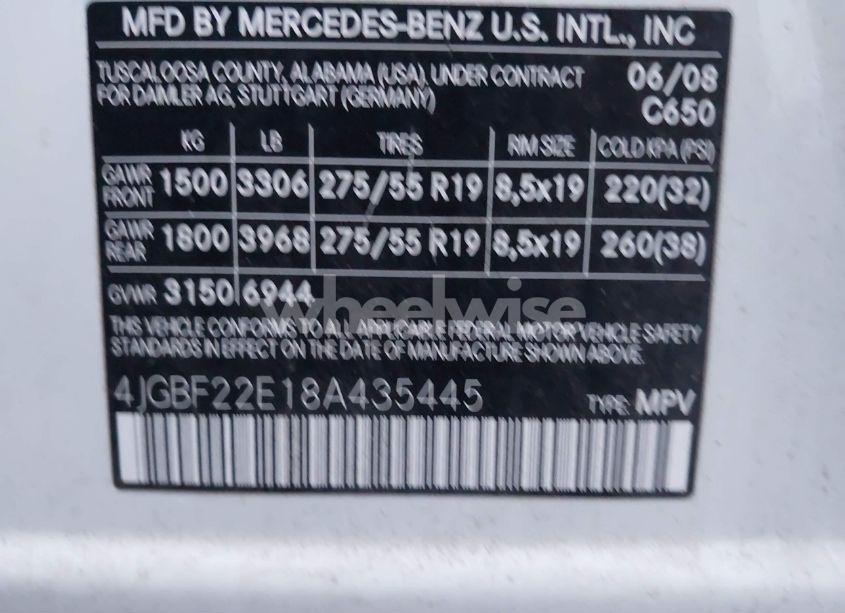 MFD BY MERCEDES-BENZ U.S. INTL., INC
TUSCALOOSA COUNTY, ALABAMA (USA), UNDER CONTRACT 06/08
FOR DAIMLER AG, STUTTGART (GERMANY) C650
KG LB TIRES RIM SIZE COLD KPA (PSI)
GAWR FRONT 1500 3306 275/55 R19 8,5x19 220(32)
GAWR REAR 1800 3968 275/55 R19 8,5x19 260(38)
GVWR 3150 6944
wheelwise
THIS VEHICLE CONFORMS TO ALL APPLICABLE FEDERAL MOTOR VEHICLE SAFETY
STANDARDS IN EFFECT ON THE DATE OF MANUFACTURE SHOWN ABOVE.
4JGBF22E18A435445 TYPE: MPV